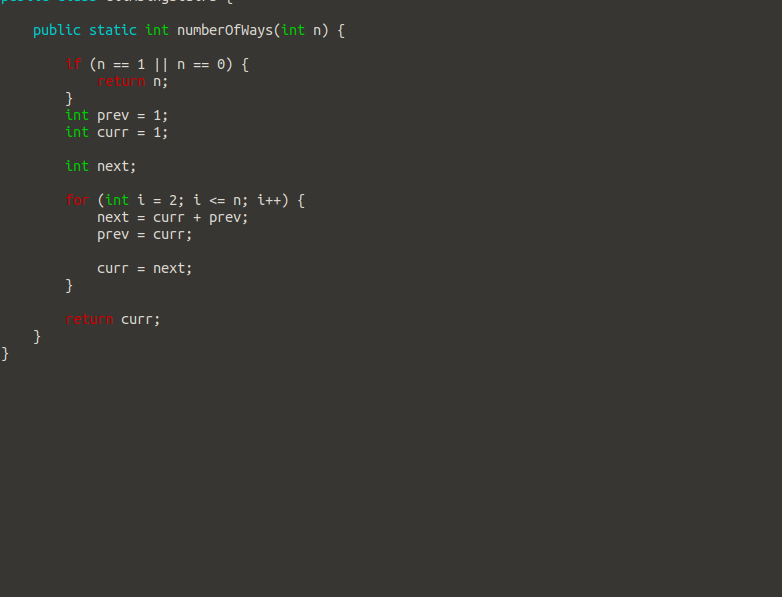 public static int numberOfWays(int n) {
if (n == 1 || n == 0) {
return n;
}
int prev = 1;
int curr = 1;
int next;
for (int i = 2; i <= n; i++) {
next = curr + prev;
prev = curr;
curr = next;
}
return curr;
}
}